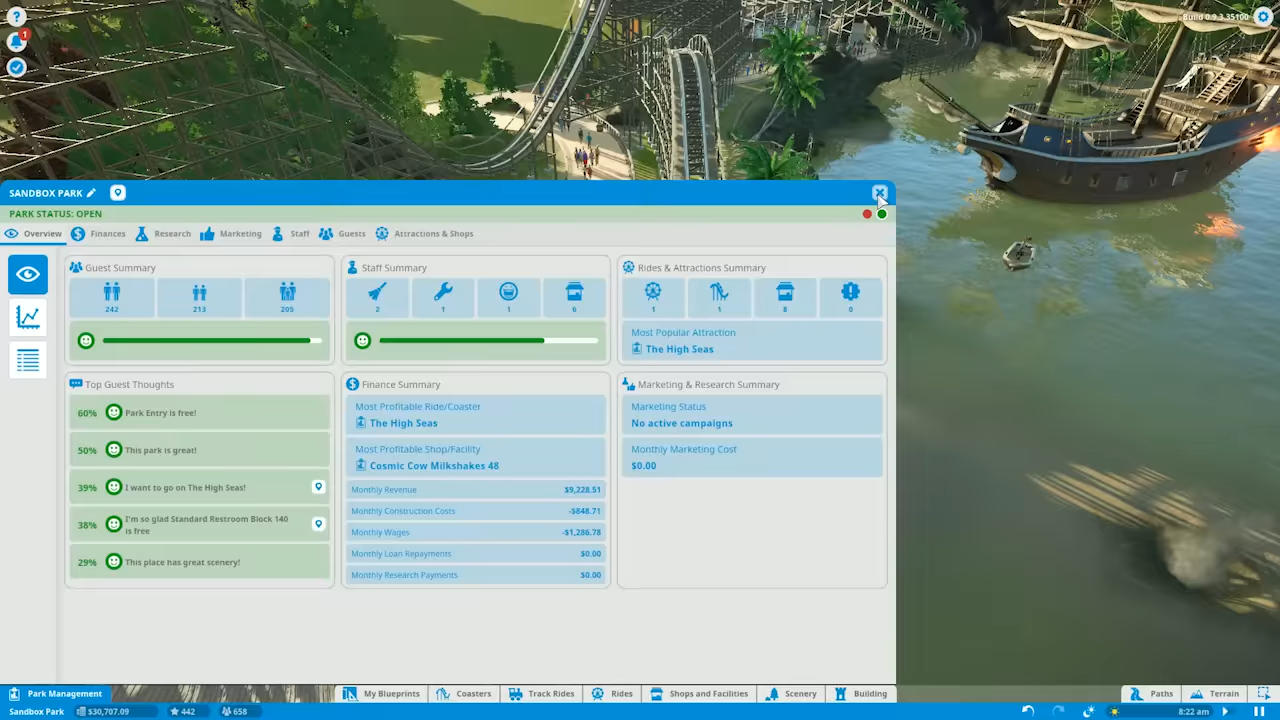 Build 0.9.3.35100
?
1
SANDBOX PARK
PARK STATUS: OPEN
Overview
Finances
Research
Marketing
Staff
Guests
Attractions & Shops
Guest Summary
242
213
205
Staff Summary
2
1
1
6
Rides & Attractions Summary
1
1
8
0
Most Popular Attraction
The High Seas
Top Guest Thoughts
60% Park Entry is free!
50% This park is great!
39% I want to go on The High Seas!
38% I'm so glad Standard Restroom Block 140
is free
29% This place has great scenery!
Finance Summary
Most Profitable Ride/Coaster
The High Seas
Most Profitable Shop/Facility
Cosmic Cow Milkshakes 48
Monthly Revenue $9,228.51
Monthly Construction Costs -$848.71
Monthly Wages -$1,286.78
Monthly Loan Repayments $0.00
Monthly Research Payments $0.00
Marketing & Research Summary
Marketing Status
No active campaigns
Monthly Marketing Cost
$0.00
Park Management
My Blueprints
Coasters
Track Rides
Rides
Shops and Facilities
Scenery
Building
Paths
Terrain
Sandbox Park
$30,707.09
442
658
8:22 am